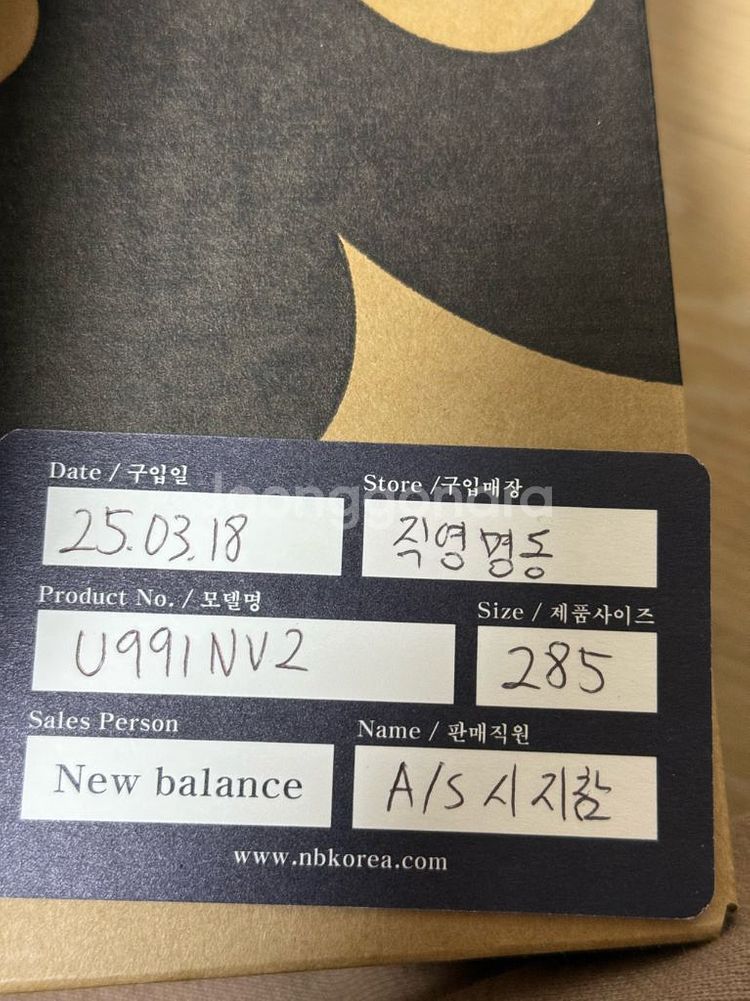 Date / 구입일
Store /구입매장
Joonggonara
25.03.18
직영명동
Product No. / 모델명
Size / 제품사이즈
U991NV2
285
Sales Person
Name / 판매직원
New balance
A/S 시 지참
www.nbkorea.com